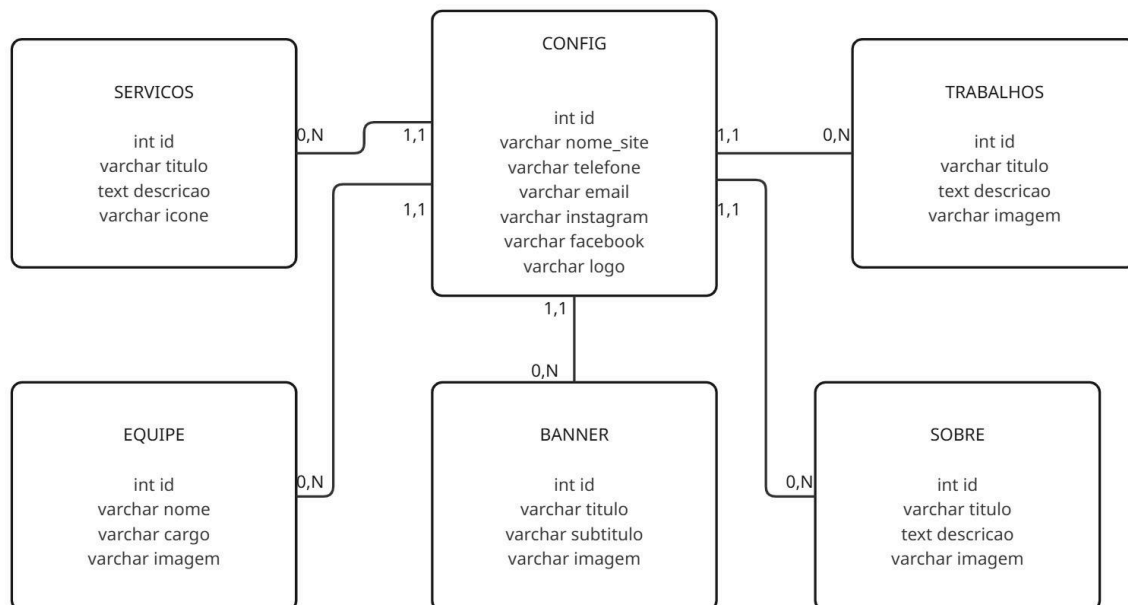 CONFIG
int id
varchar nome_site
varchar telefone
varchar email
varchar instagram
varchar facebook
varchar logo
SERVICOS
int id
varchar titulo
text descricao
varchar icone
TRABALHOS
int id
varchar titulo
text descricao
varchar imagem
0,N
1,1
1,1
0,N
1,1
1,1
1,1
0,N
EQUIPE
int id
varchar nome
varchar cargo
varchar imagem
0,N
BANNER
int id
varchar titulo
varchar subtitulo
varchar imagem
0,N
SOBRE
int id
varchar titulo
text descricao
varchar imagem